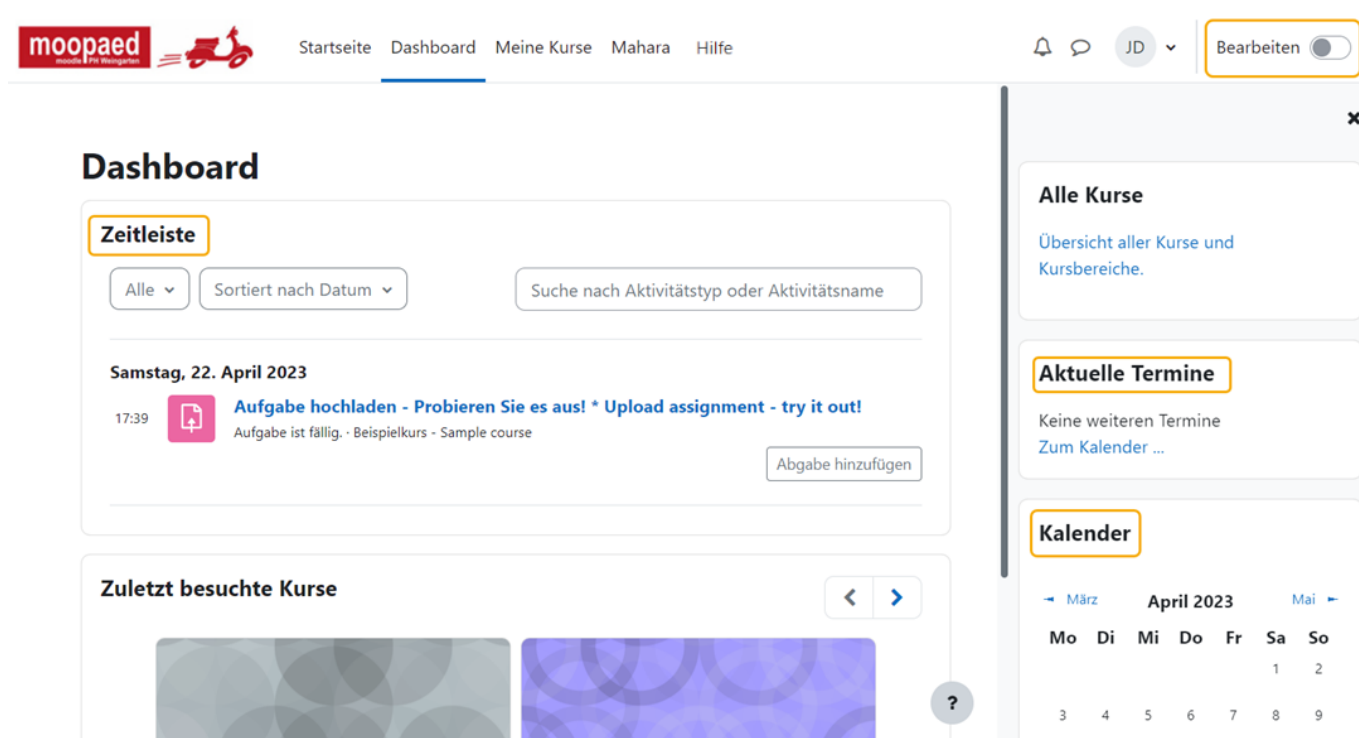 moopaed
moodle PH Weingarten
Startseite Dashboard Meine Kurse Mahara Hilfe
JD
Bearbeiten
Dashboard
Zeitleiste
Alle
Sortiert nach Datum
Suche nach Aktivitätstyp oder Aktivitätsname
Samstag, 22. April 2023
17:39
Aufgabe hochladen - Probieren Sie es aus! * Upload assignment - try it out!
Aufgabe ist fällig. · Beispielkurs - Sample course
Abgabe hinzufügen
Zuletzt besuchte Kurse
?
Alle Kurse
Übersicht aller Kurse und
Kursbereiche.
Aktuelle Termine
Keine weiteren Termine
Zum Kalender ...
Kalender
◄ März April 2023 Mai ►
Mo Di Mi Do Fr Sa So
1 2
3 4 5 6 7 8 9